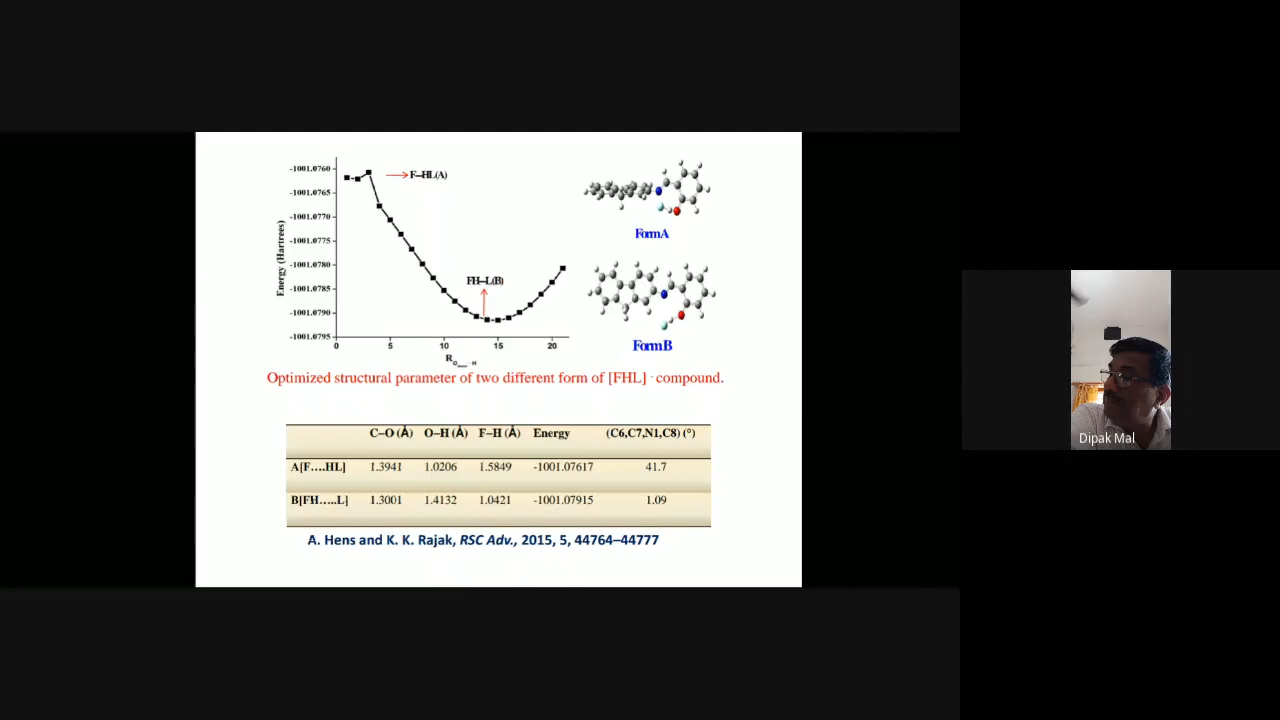 -1001.0760
-1001.0765
-1001.0770
-1001.0775
-1001.0780
-1001.0785
-1001.0790
-1001.0795
Energy (Hartrees)
F--HL(A)
FH--L(B)
0 5 10 15 20
R
Form A
Form B
Optimized structural parameter of two different form of [FHL]- compound.
C–O (Å) O–H (Å) F–H (Å) Energy (C6,C7,N1,C8) (°)
A[F….HL] 1.3941 1.0206 1.5849 -1001.07617 41.7
B[FH…..L] 1.3001 1.4132 1.0421 -1001.07915 1.09
A. Hens and K. K. Rajak, RSC Adv., 2015, 5, 44764–44777
Dipak Mal